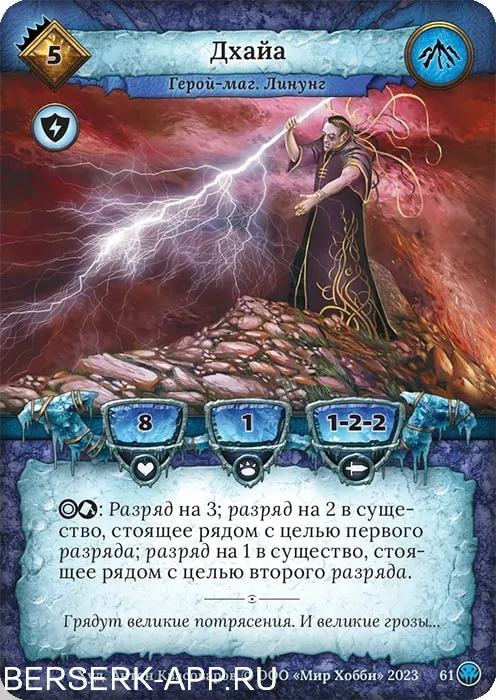 5
Дхайа
Герой-маг. Линунг
8
1
1-2-2
: Разряд на 3; разряд на 2 в суще-
ство, стоящее рядом с целью первого
разряда; разряд на 1 в существо, стоя-
щее рядом с целью второго разряда.
Грядут великие потрясения. И великие грозы...
© ООО «Мир Хобби» 2023
61
BERSERK-APP.RU